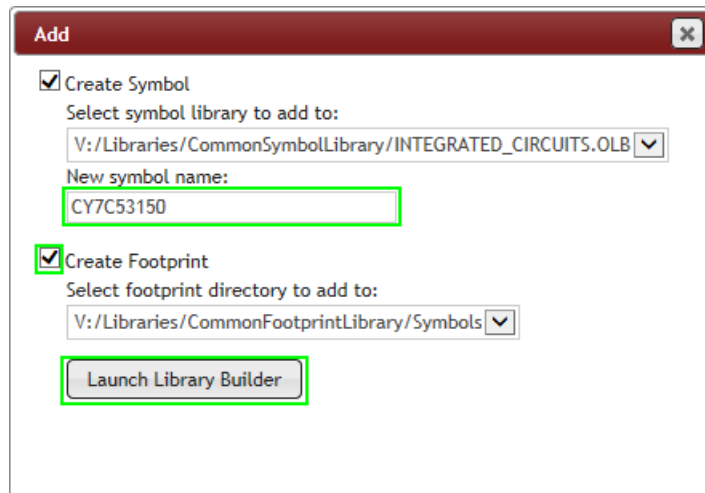 Add
Create Symbol
Select symbol library to add to:
V:/Libraries/CommonSymbolLibrary/INTEGRATED_CIRCUITS.OLB
New symbol name:
CY7C53150
Create Footprint
Select footprint directory to add to:
V:/Libraries/CommonFootprintLibrary/Symbols
Launch Library Builder